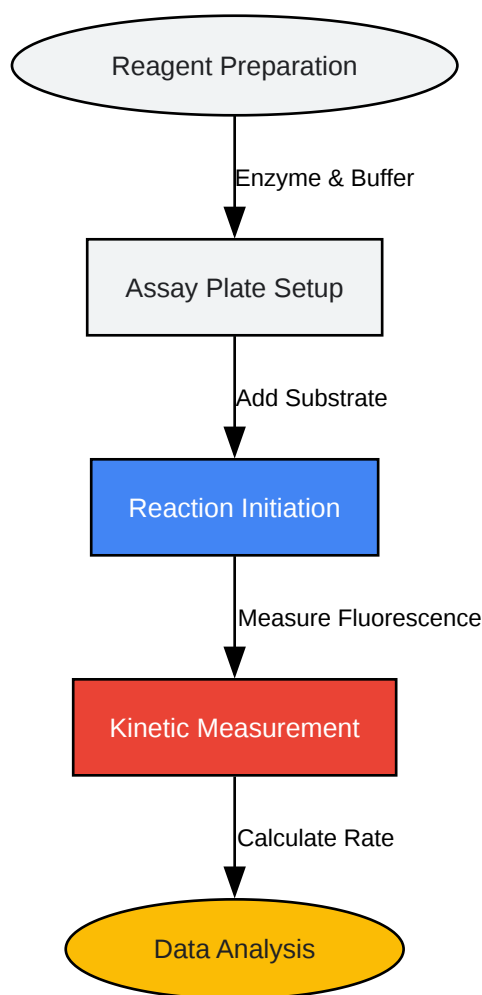 Reagent Preparation
Enzyme & Buffer
Assay Plate Setup
Add Substrate
Reaction Initiation
Measure Fluorescence
Kinetic Measurement
Calculate Rate
Data Analysis